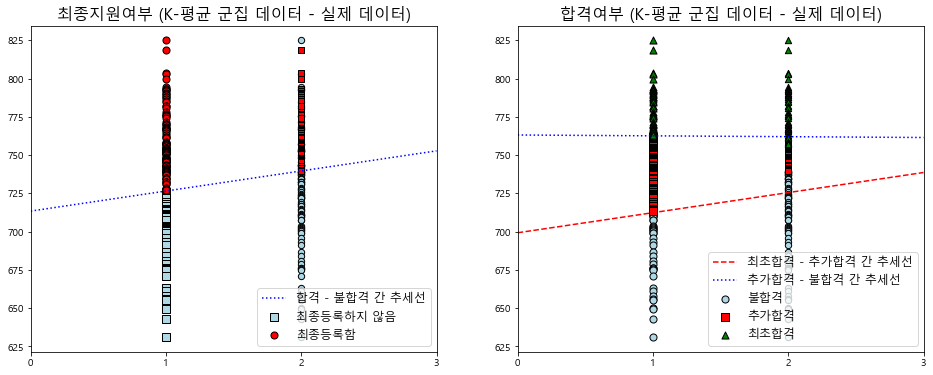 최종지원여부 (K-평균 군집 데이터 - 실제 데이터)
825
800
775
750
725
700
675
650
625
0 1 2 3
합격 - 불합격 간 추세선
최종등록하지 않음
최종등록함
합격여부 (K-평균 군집 데이터 - 실제 데이터)
825
800
775
750
725
700
675
650
625
0 1 2 3
최초합격 - 추가합격 간 추세선
추가합격 - 불합격 간 추세선
불합격
추가합격
최초합격